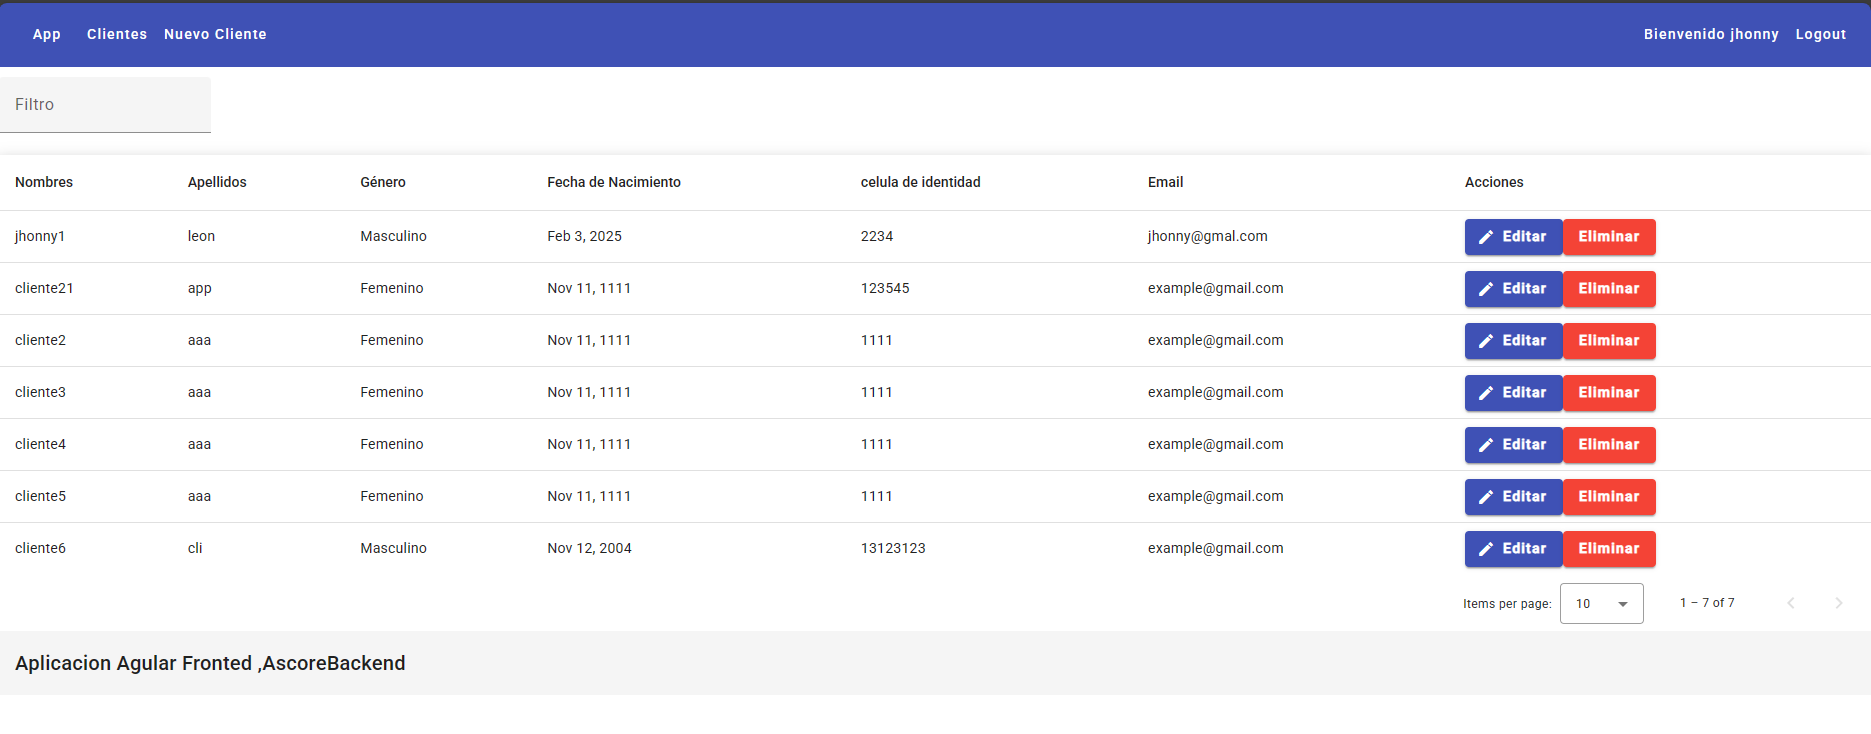 App Clientes Nuevo Cliente Bienvenido jhonny Logout
Filtro
Nombres Apellidos Género Fecha de Nacimiento celula de identidad Email Acciones
jhonny1 leon Masculino Feb 3, 2025 2234 jhonny@gmal.com Editar Eliminar
cliente21 app Femenino Nov 11, 1111 123545 example@gmail.com Editar Eliminar
cliente2 aaa Femenino Nov 11, 1111 1111 example@gmail.com Editar Eliminar
cliente3 aaa Femenino Nov 11, 1111 1111 example@gmail.com Editar Eliminar
cliente4 aaa Femenino Nov 11, 1111 1111 example@gmail.com Editar Eliminar
cliente5 aaa Femenino Nov 11, 1111 1111 example@gmail.com Editar Eliminar
cliente6 cli Masculino Nov 12, 2004 13123123 example@gmail.com Editar Eliminar
Items per page: 10 1 – 7 of 7
Aplicacion Agular Fronted ,AscoreBackend